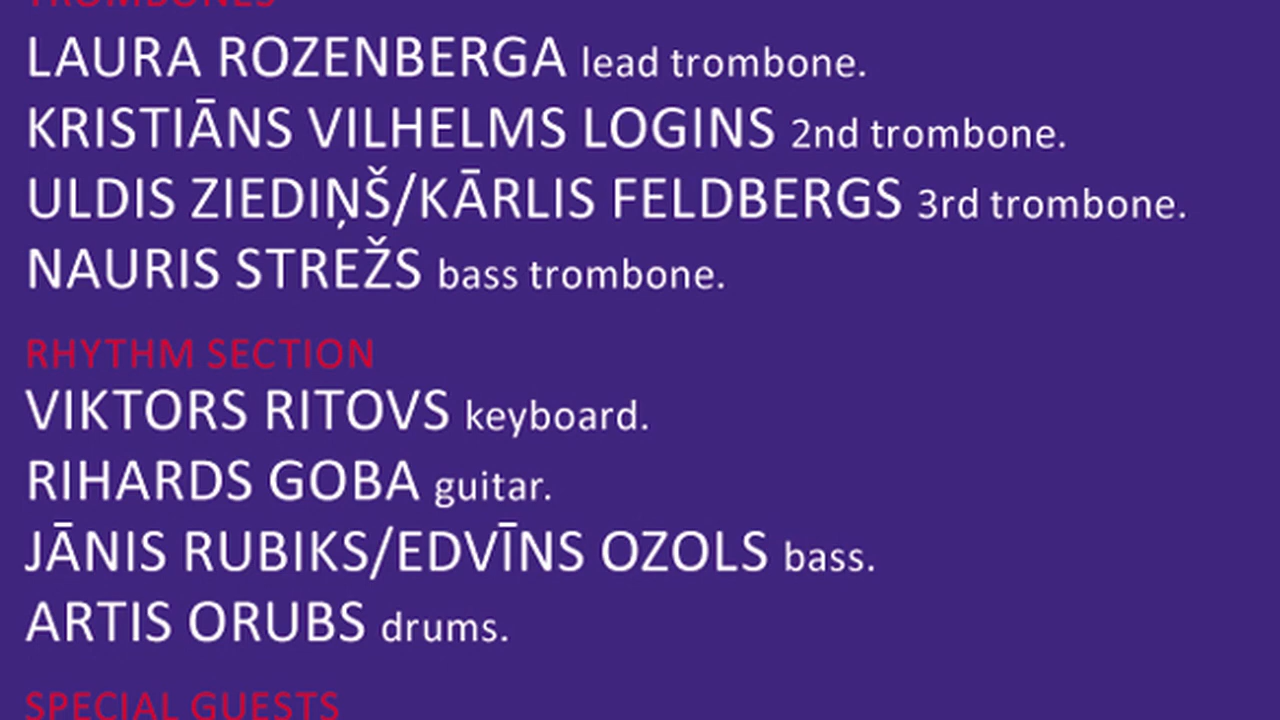 TROMBONES
LAURA ROZENBERGA lead trombone.
KRISTIĀNS VILHELMS LOGINS 2nd trombone.
ULDIS ZIEDIŅŠ/KĀRLIS FELDBERGS 3rd trombone.
NAURIS STREŽS bass trombone.
RHYTHM SECTION
VIKTORS RITOVS keyboard.
RIHARDS GOBA guitar.
JĀNIS RUBIKS/EDVĪNS OZOLS bass.
ARTIS ORUBS drums.
SPECIAL GUESTS